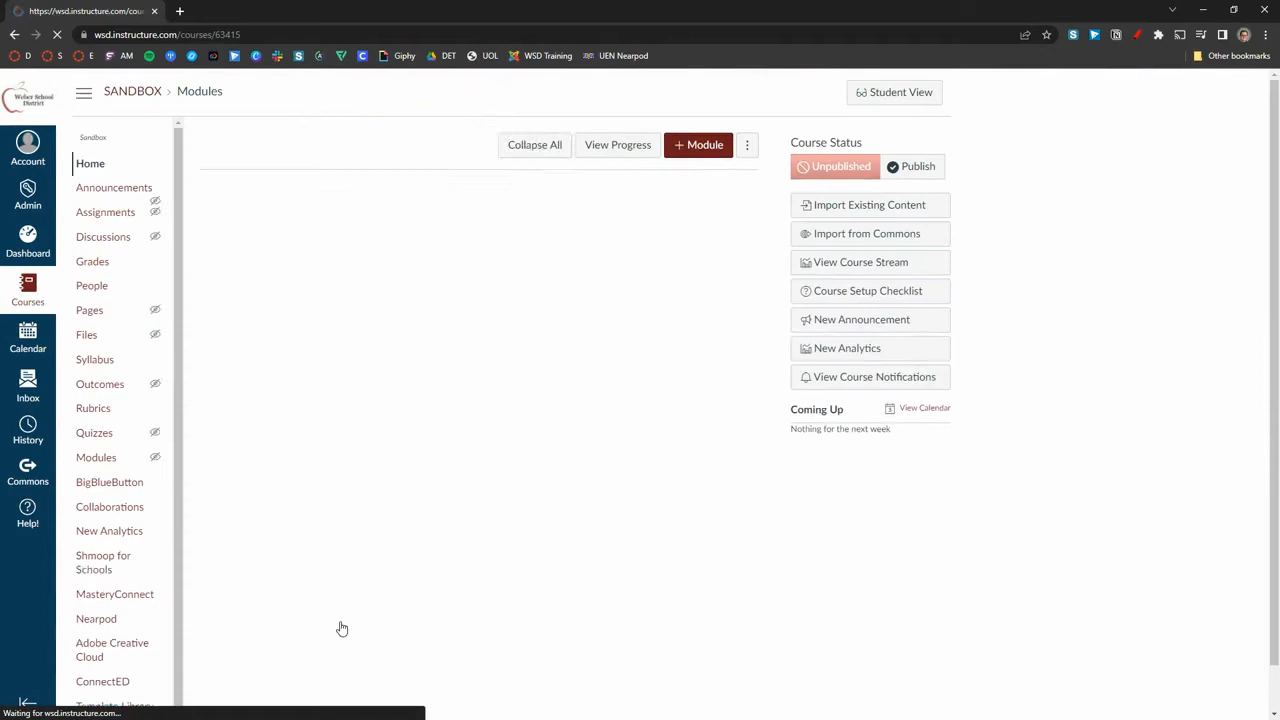 https://wsd.instructure.com/cou
wsd.instructure.com/courses/63415
D
S
E
AM
D
Giphy
DET
UOL
WSD Training
UEN Nearpod
Other bookmarks
Weber School
District
SANDBOX > Modules
Student View
Account
Admin
Dashboard
Courses
Calendar
Inbox
History
Commons
Help!
Sandbox
Home
Announcements
Assignments
Discussions
Grades
People
Pages
Files
Syllabus
Outcomes
Rubrics
Quizzes
Modules
BigBlueButton
Collaborations
New Analytics
Shmoop for
Schools
MasteryConnect
Nearpod
Adobe Creative
Cloud
ConnectED
Template Library
Collapse All
View Progress
+ Module
Course Status
Unpublished
Publish
Import Existing Content
Import from Commons
View Course Stream
Course Setup Checklist
New Announcement
New Analytics
View Course Notifications
Coming Up
View Calendar
Nothing for the next week
Waiting for wsd.instructure.com...